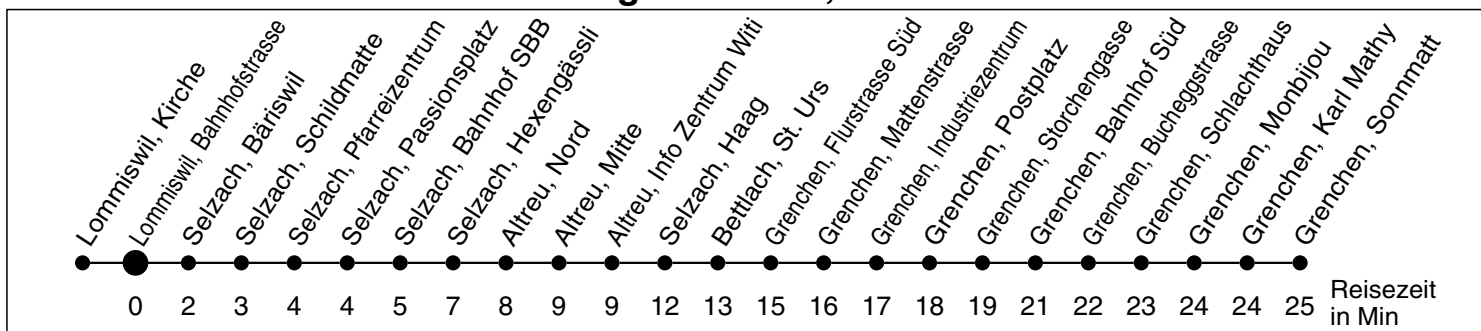 Lommiswil, Kirche
Lommiswil, Bahnhofstrasse
Selzach, Bäriswil
Selzach, Schildmatte
Selzach, Pfarreizentrum
Selzach, Passionsplatz
Selzach, Bahnhof SBB
Selzach, Hexengässli
Altreu, Nord
Altreu, Mitte
Altreu, Info Zentrum Witi
Selzach, Haag
Bettlach, St. Urs
Grenchen, Flurstrasse Süd
Grenchen, Mattenstrasse
Grenchen, Industriezentrum
Grenchen, Postplatz
Grenchen, Storchengasse
Grenchen, Bahnhof Süd
Grenchen, Bucheggstrasse
Grenchen, Schlachthaus
Grenchen, Monbijou
Grenchen, Karl Mathy
Grenchen, Sonnmatt
0 2 3 4 4 5 7 8 9 9 12 13 15 16 17 18 19 21 22 23 24 24 25
Reisezeit
in Min